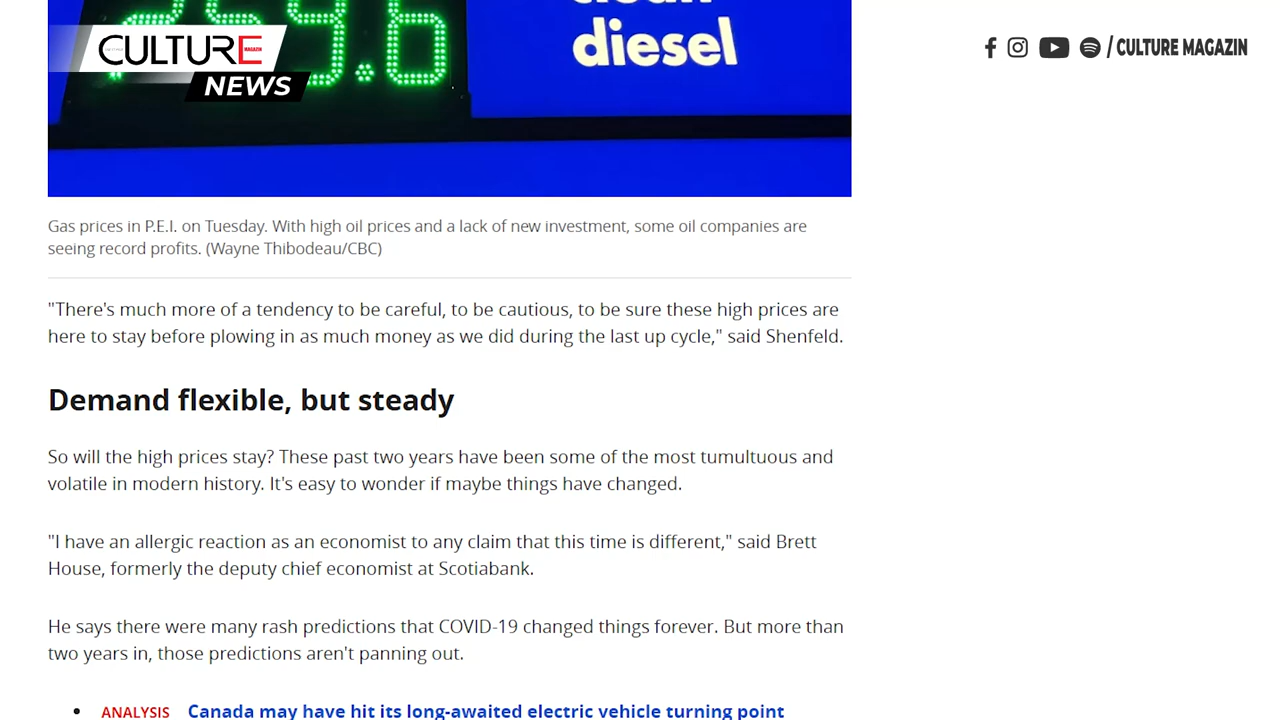 clean
diesel
CULTURE
MAGAZIN
NEWS
/ CULTURE MAGAZIN
Gas prices in P.E.I. on Tuesday. With high oil prices and a lack of new investment, some oil companies are
seeing record profits. (Wayne Thibodeau/CBC)
"There's much more of a tendency to be careful, to be cautious, to be sure these high prices are
here to stay before plowing in as much money as we did during the last up cycle," said Shenfeld.
Demand flexible, but steady
So will the high prices stay? These past two years have been some of the most tumultuous and
volatile in modern history. It's easy to wonder if maybe things have changed.
"I have an allergic reaction as an economist to any claim that this time is different," said Brett
House, formerly the deputy chief economist at Scotiabank.
He says there were many rash predictions that COVID-19 changed things forever. But more than
two years in, those predictions aren't panning out.
• ANALYSIS Canada may have hit its long-awaited electric vehicle turning point